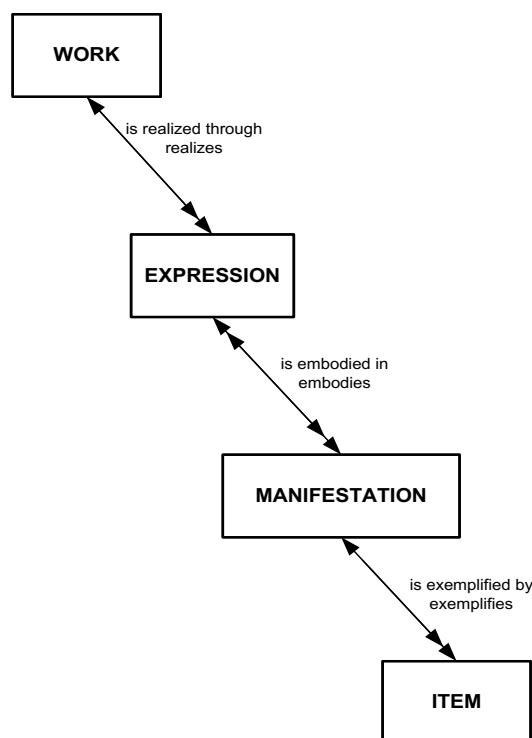 WORK
is realized through
realizes
EXPRESSION
is embodied in
embodies
MANIFESTATION
is exemplified by
exemplifies
ITEM